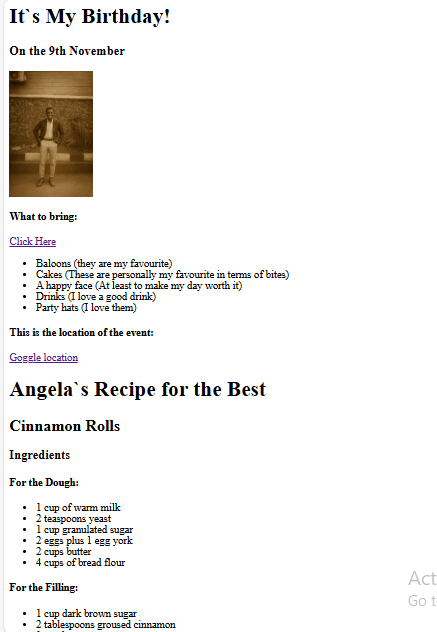 It`s My Birthday!
On the 9th November
What to bring:
Click Here
Baloons (they are my favourite)
Cakes (These are personally my favourite in terms of bites)
A happy face (At least to make my day worth it)
Drinks (I love a good drink)
Party hats (I love them)
This is the location of the event:
Goggle location
Angela`s Recipe for the Best
Cinnamon Rolls
Ingredients
For the Dough:
1 cup of warm milk
2 teaspoons yeast
1 cup granulated sugar
2 eggs plus 1 egg york
2 cups butter
4 cups of bread flour
For the Filling:
1 cup dark brown sugar
2 tablespoons groused cinnamon
Go